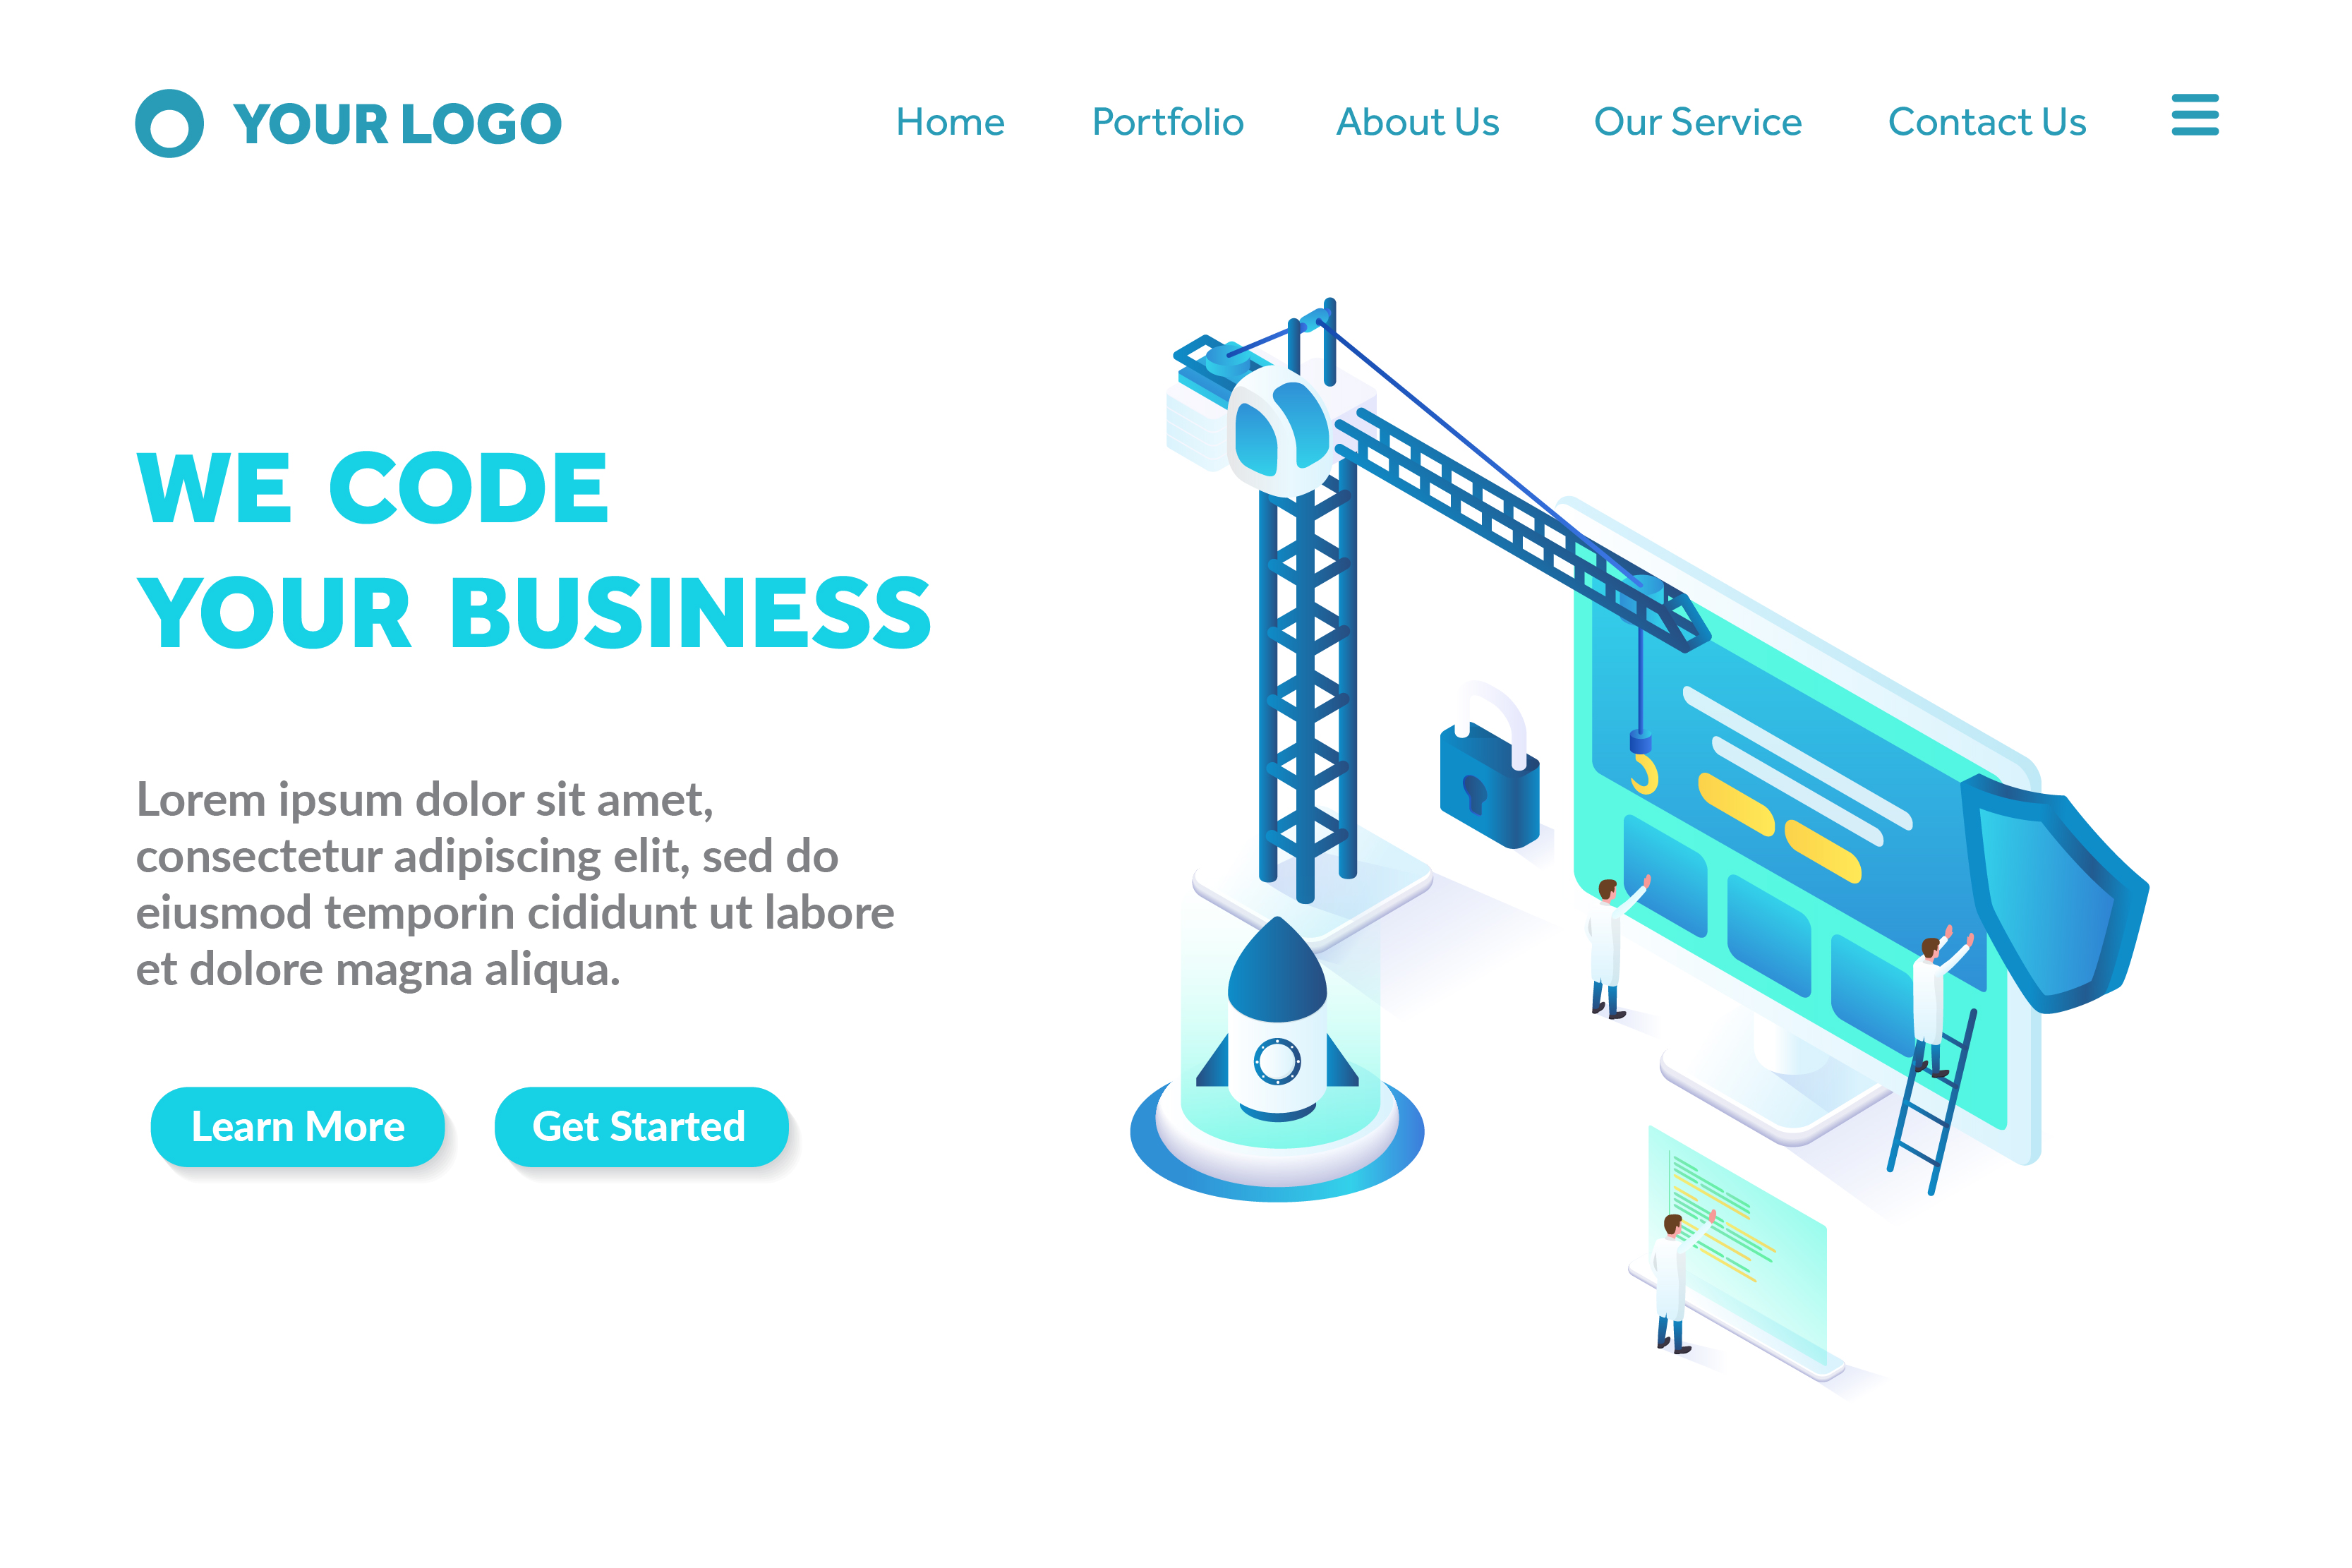 YOUR LOGO
Home
Portfolio
About Us
Our Service
Contact Us
WE CODE
YOUR BUSINESS
Lorem ipsum dolor sit amet,
consectetur adipiscing elit, sed do
eiusmod temporin cididunt ut labore
et dolore magna aliqua.
Learn More
Get Started